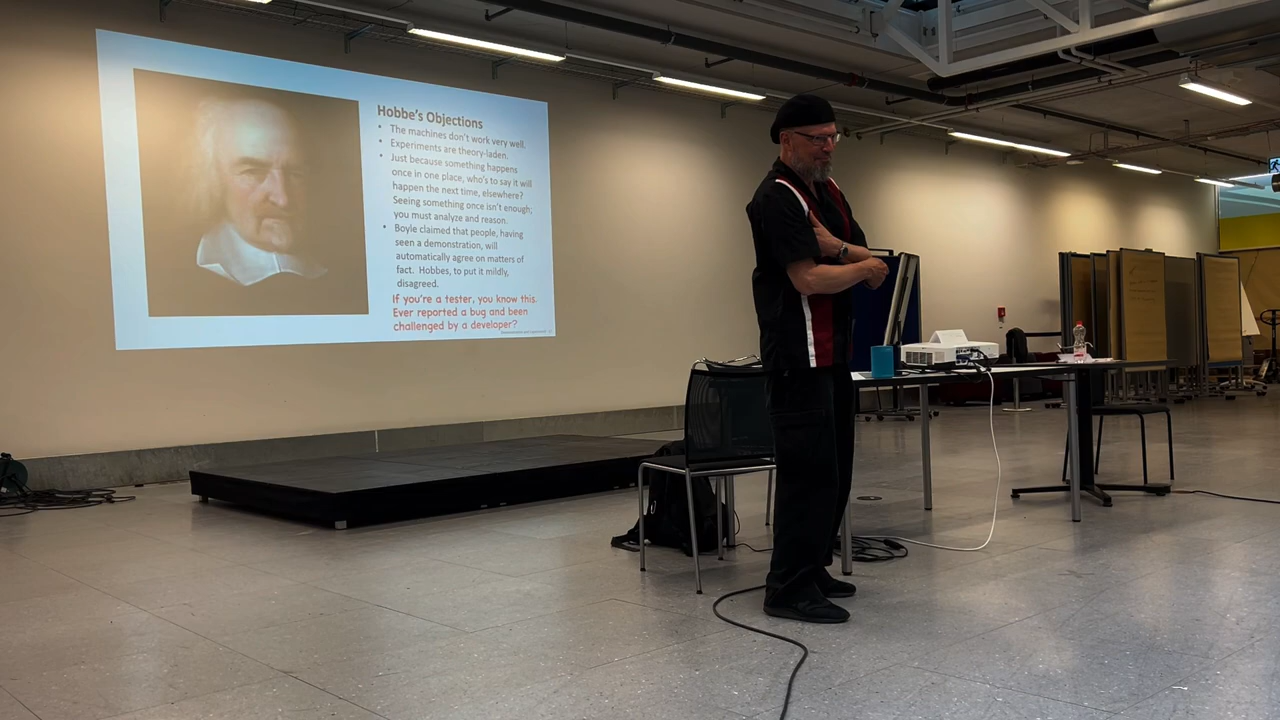 Hobbe's Objections
• The machines don't work very well.
• Experiments are theory-laden.
• Just because something happens
once in one place, who's to say it will
happen the next time, elsewhere?
Seeing something once isn't enough;
you must analyze and reason.
• Boyle claimed that people, having
seen a demonstration, will
automatically agree on matters of
fact. Hobbes, to put it mildly,
disagreed.
If you're a tester, you know this.
Ever reported a bug and been
challenged by a developer?